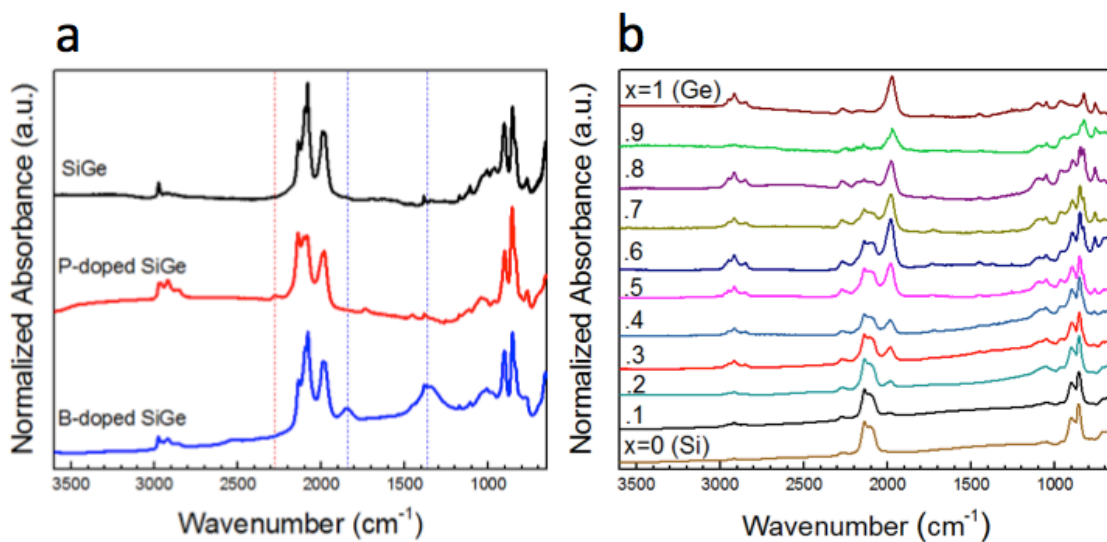 a
Normalized Absorbance (a.u.)
SiGe
P-doped SiGe
B-doped SiGe
3500 3000 2500 2000 1500 1000
Wavenumber (cm⁻¹)
b
Normalized Absorbance (a.u.)
x=1 (Ge)
.9
.8
.7
.6
.5
.4
.3
.2
.1
x=0 (Si)
3500 3000 2500 2000 1500 1000
Wavenumber (cm⁻¹)